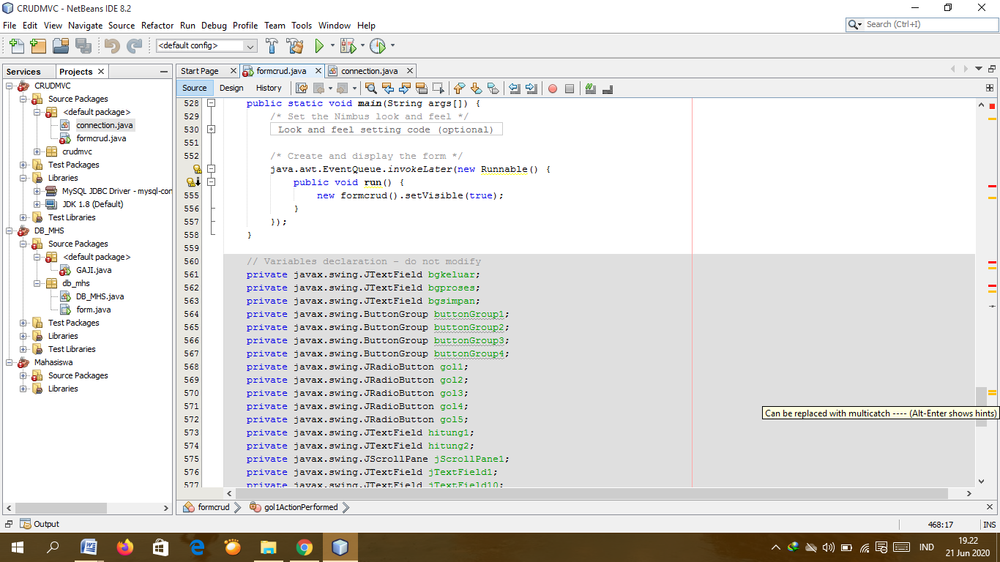 CRUDMVC - NetBeans IDE 8.2
File Edit View Navigate Source Refactor Run Debug Profile Team Tools Window Help
Search (Ctrl+I)
<default config>
Services Projects
CRUDMVC
Source Packages
<default package>
connection.java
formcrud.java
crudmvc
Test Packages
Libraries
MySQL JDBC Driver - mysql-con
JDK 1.8 (Default)
Test Libraries
DB_MHS
Source Packages
<default package>
GAJI.java
db_mhs
DB_MHS.java
form.java
Test Packages
Libraries
Test Libraries
Mahasiswa
Source Packages
Libraries
Start Page formcrud.java connection.java
Source Design History
528 public static void main(String args[]) {
529 /* Set the Nimbus look and feel */
530 Look and feel setting code (optional)
551
552 /* Create and display the form */
java.awt.EventQueue.invokeLater(new Runnable() {
public void run() {
555 new formcrud().setVisible(true);
556 }
557 });
558 }
559
560 // Variables declaration - do not modify
561 private javax.swing.JTextField bgkeluar;
562 private javax.swing.JTextField bgproses;
563 private javax.swing.JTextField bgsimpan;
564 private javax.swing.ButtonGroup buttonGroup1;
565 private javax.swing.ButtonGroup buttonGroup2;
566 private javax.swing.ButtonGroup buttonGroup3;
567 private javax.swing.ButtonGroup buttonGroup4;
568 private javax.swing.JRadioButton gol1;
569 private javax.swing.JRadioButton gol2;
570 private javax.swing.JRadioButton gol3;
571 private javax.swing.JRadioButton gol4;
572 private javax.swing.JRadioButton gol5;
573 private javax.swing.JTextField hitung1;
574 private javax.swing.JTextField hitung2;
575 private javax.swing.JScrollPane jScrollPane1;
576 private javax.swing.JTextField jTextField1;
577 private javax.swing.JTextField jTextField10;
Can be replaced with multicatch ---- (Alt-Enter shows hints)
formcrud gol1ActionPerformed
Output
468:17 INS
IND
19.22
21 Jun 2020